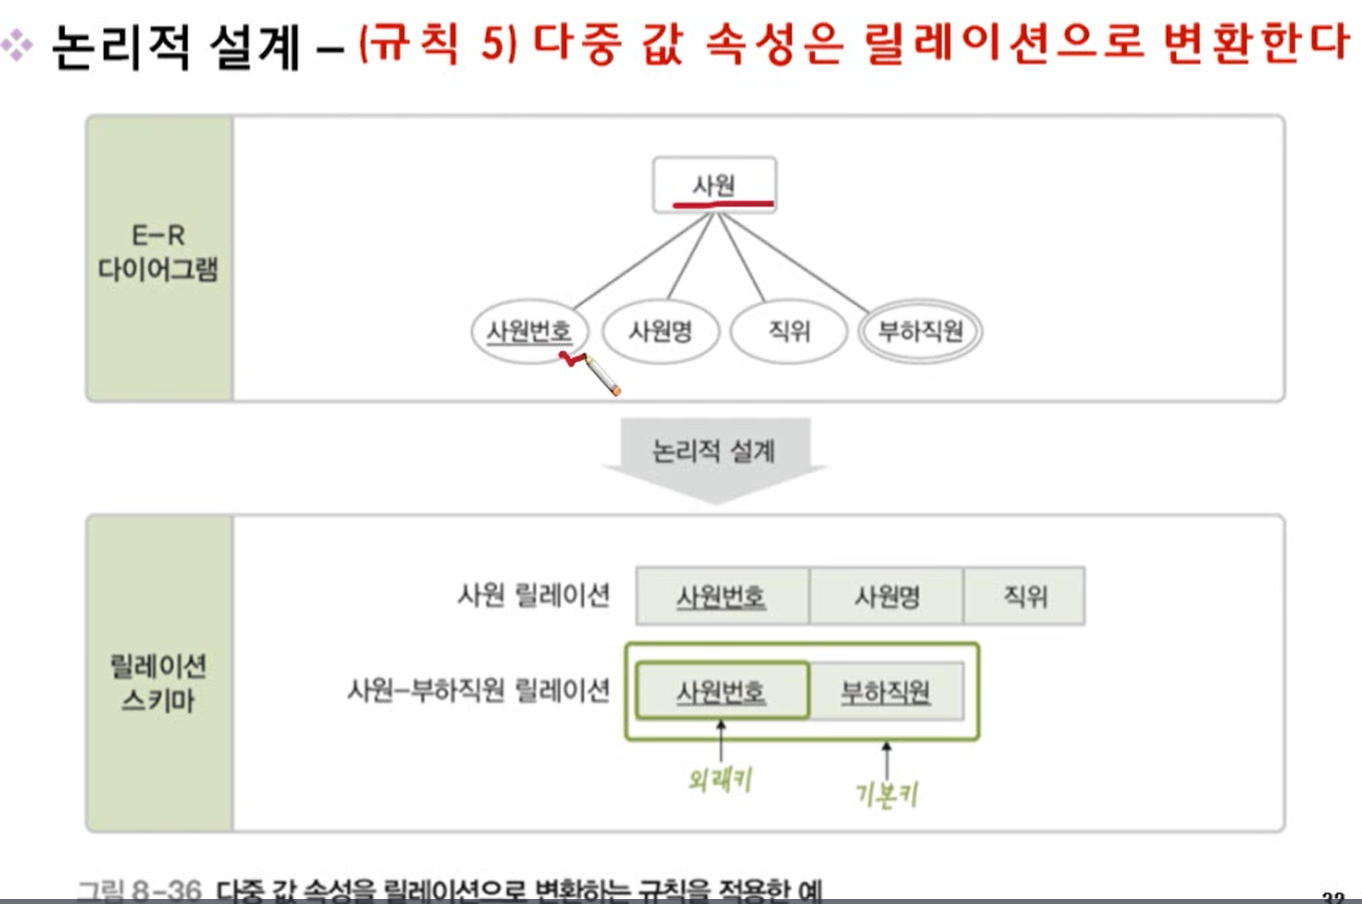 논리적 설계 – (규칙 5) 다중 값 속성은 릴레이션으로 변환한다
E-R
다이어그램
사원
사원번호 사원명 직위 부하직원
논리적 설계
릴레이션
스키마
사원 릴레이션 사원번호 사원명 직위
사원-부하직원 릴레이션 사원번호 부하직원
외래키
기본키
그림 8-36 다중 값 속성을 릴레이션으로 변환하는 규칙을 적용한 예
32